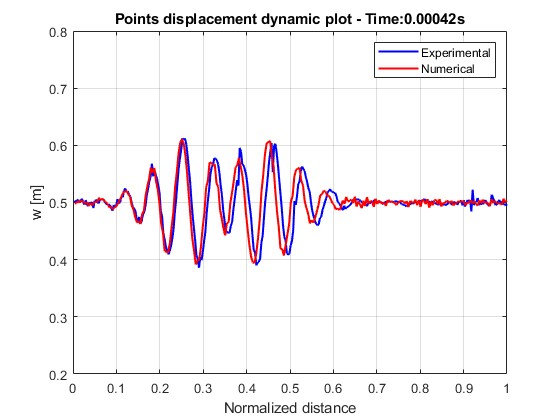 Points displacement dynamic plot - Time:0.00042s
Experimental
Numerical
w [m]
0.8
0.7
0.6
0.5
0.4
0.3
0.2
0 0.1 0.2 0.3 0.4 0.5 0.6 0.7 0.8 0.9 1
Normalized distance